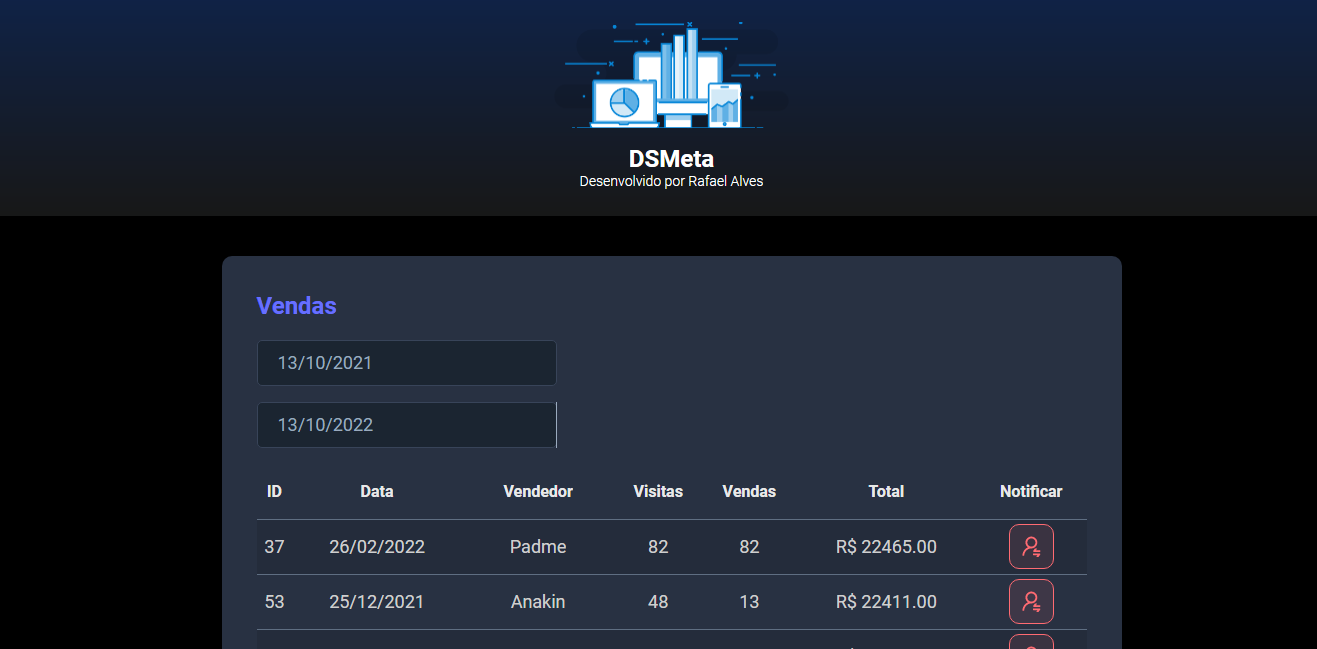 DSMeta
Desenvolvido por Rafael Alves
Vendas
13/10/2021
13/10/2022
ID Data Vendedor Visitas Vendas Total Notificar
37 26/02/2022 Padme 82 82 R$ 22465.00
53 25/12/2021 Anakin 48 13 R$ 22411.00